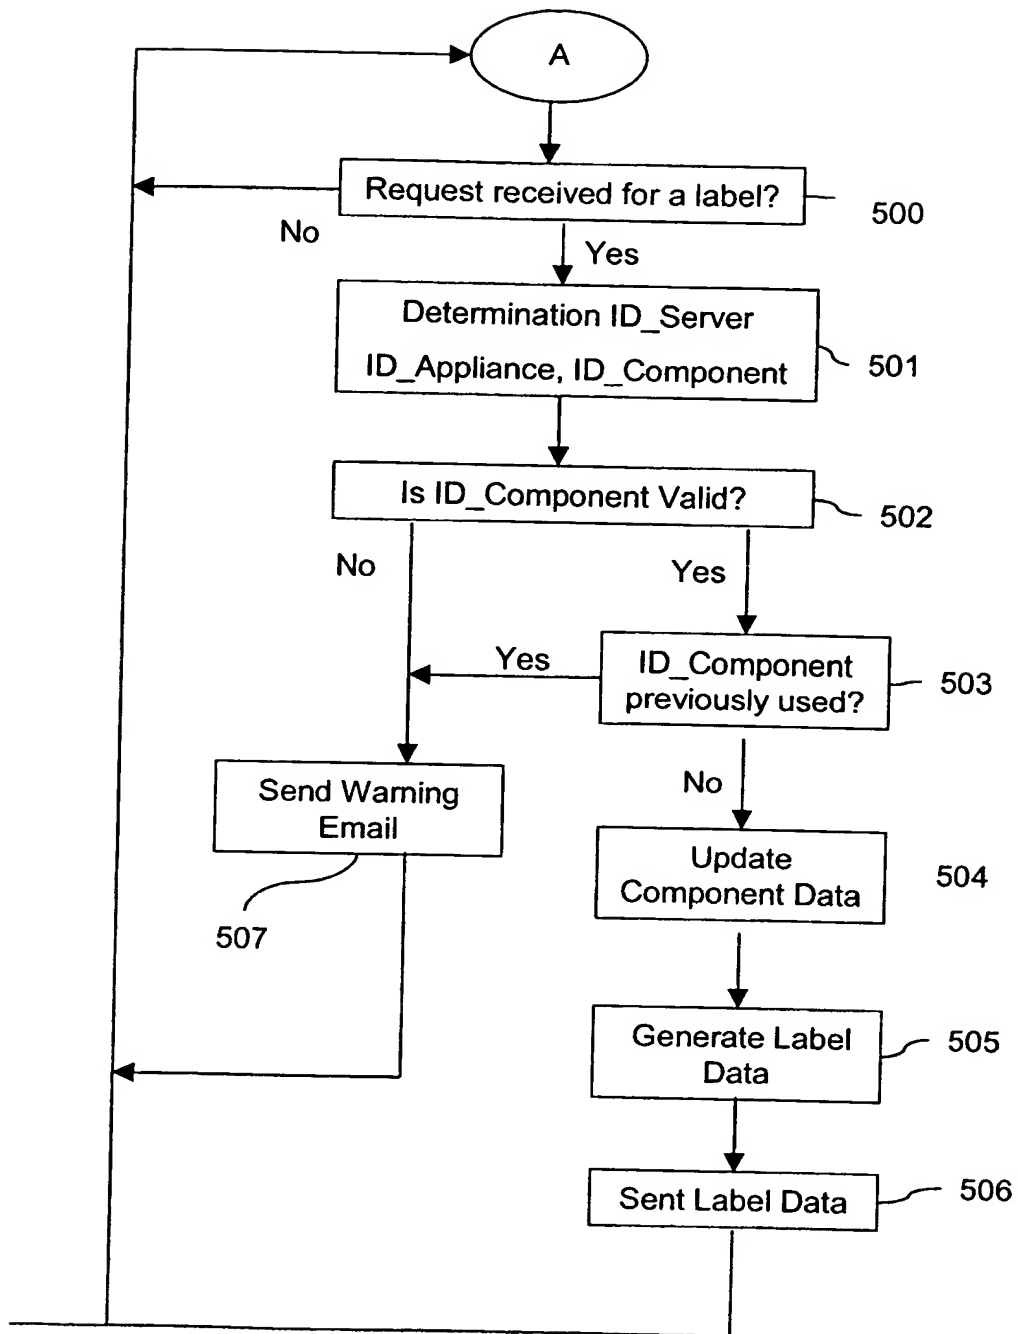 A
Request received for a label?
500
No
Yes
Determination ID_Server
ID_Appliance, ID_Component
501
Is ID_Component Valid?
502
No
Yes
Yes
ID_Component
previously used?
503
Send Warning
Email
No
Update
Component Data
504
507
Generate Label
Data
505
Sent Label Data
506